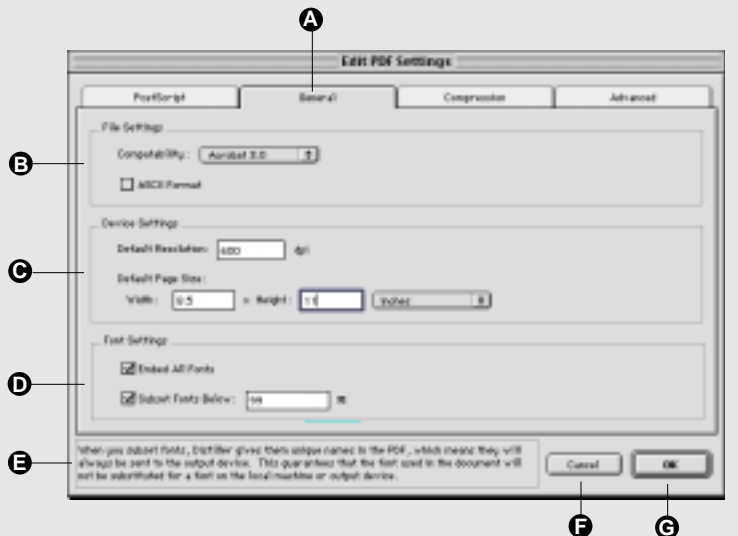 A
Edit PDF Settings
PostScript General Compression Advanced
File Settings
B
Compatability: Acrobat 3.0
ASCII Format
Device Settings
Default Resolution: 600 dpi
C
Default Page Size:
Width: 8.5 x Height: 11 Inches
Font Settings
Embed All Fonts
D
Subset Fonts Below: 99 %
When you subset fonts, Distiller gives them unique names in the PDF, which means they will
E always be sent to the output device. This guarantees that the font used in the document will
not be substituted for a font on the local machine or output device.
Cancel OK
F G